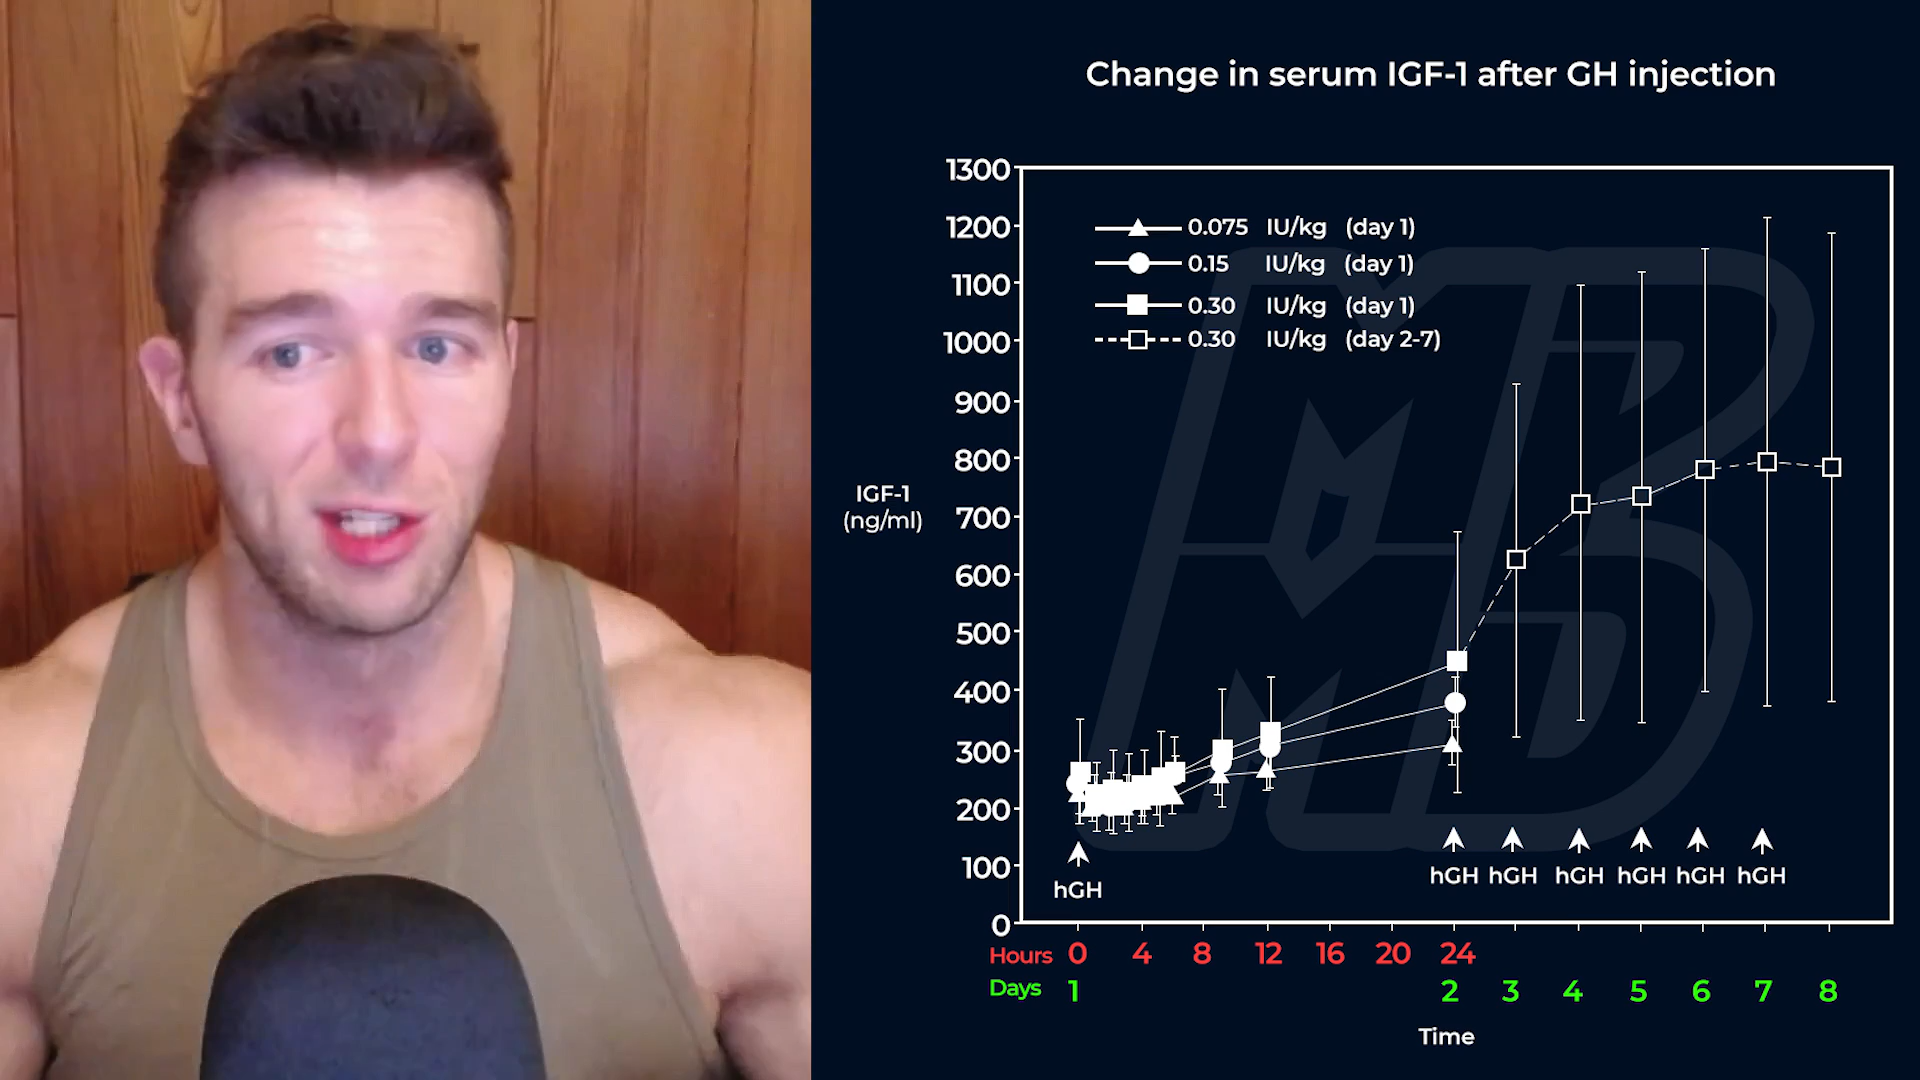 Change in serum IGF-1 after GH injection
1300
1200
1100
1000
900
800
700
600
500
400
300
200
100
0
IGF-1
(ng/ml)
0.075 IU/kg (day 1)
0.15 IU/kg (day 1)
0.30 IU/kg (day 1)
0.30 IU/kg (day 2-7)
hGH
hGH hGH hGH hGH hGH hGH
Hours 0 4 8 12 16 20 24
Days 1 2 3 4 5 6 7 8
Time